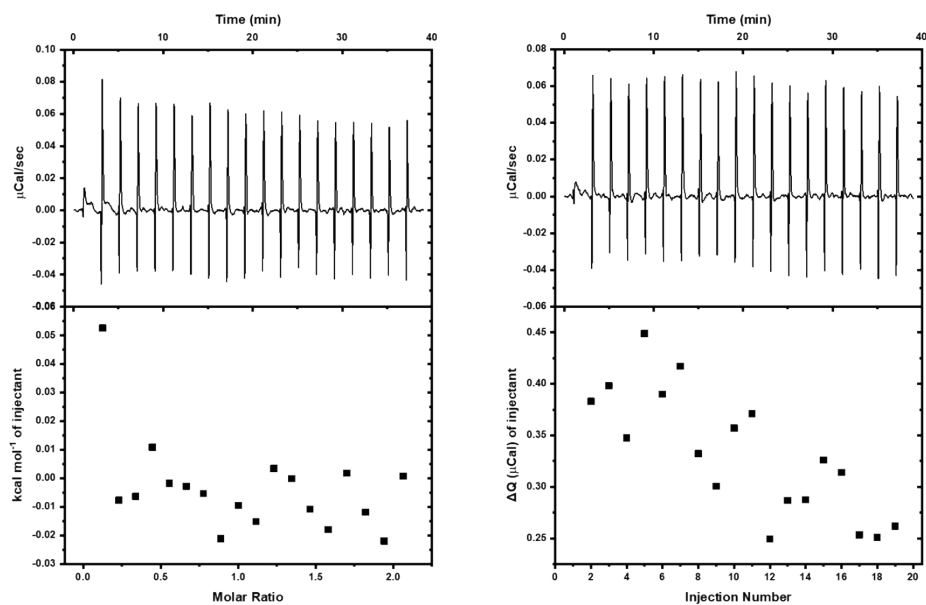 Time (min)
0 10 20 30 40
0.10
0.08
0.06
0.04
0.02
0.00
-0.02
-0.04
μCal/sec
0.05
0.04
0.03
0.02
0.01
0.00
-0.01
-0.02
-0.03
kcal mol⁻¹ of injectant
0.0 0.5 1.0 1.5 2.0
Molar Ratio
Time (min)
0 10 20 30 40
0.08
0.06
0.04
0.02
0.00
-0.02
-0.04
-0.06
μCal/sec
0.45
0.40
0.35
0.30
0.25
ΔQ (μCal) of injectant
0 2 4 6 8 10 12 14 16 18 20
Injection Number